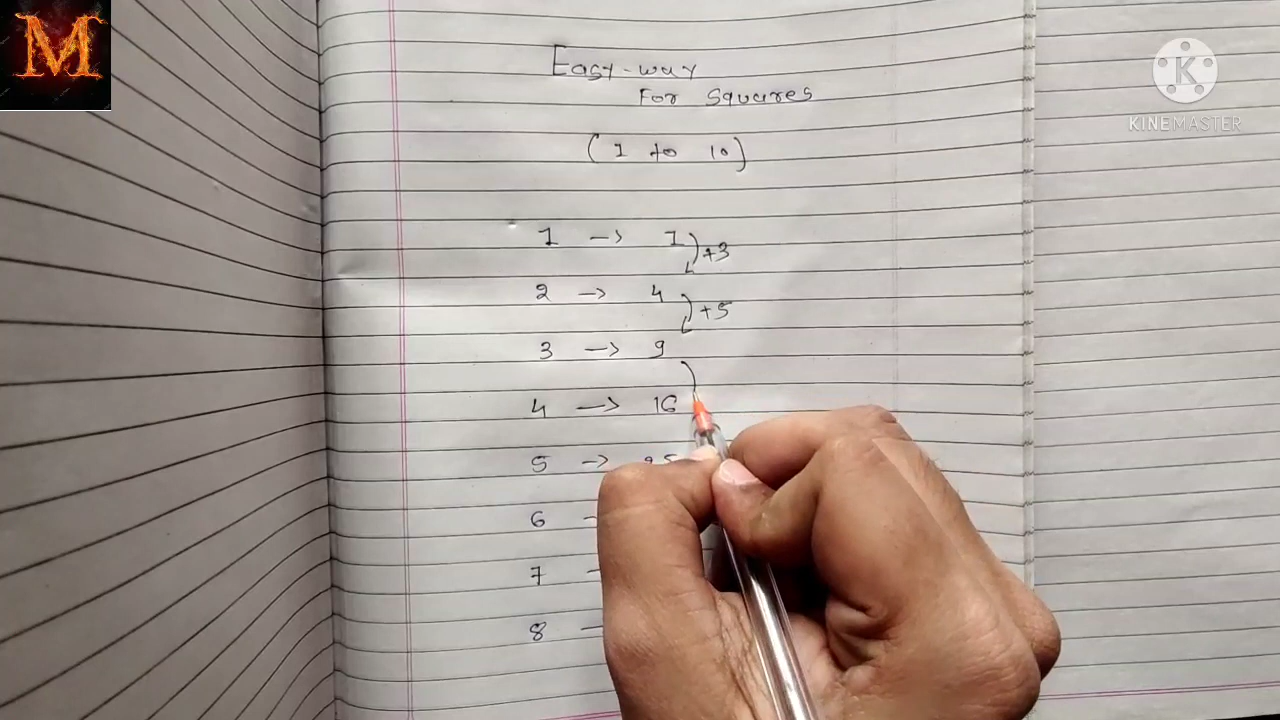 M
KINEMASTER
Easy-way
For Squares
(1 to 10)
1 → 1 +3
2 → 4 +5
3 → 9
4 → 16
5 → 25
6 →
7
8